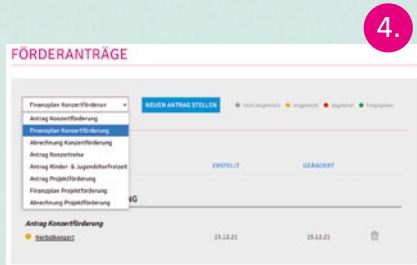 4.
FÖRDERANTRÄGE
Finanzplan Konzertförderun
NEUEN ANTRAG STELLEN
nicht eingereicht
eingereicht
abgelehnt
freigegeben
Antrag Konzertförderung
Finanzplan Konzertförderung
Abrechnung Konzertförderung
Antrag Konzertreise
Antrag Kinder- & Jugendchorfreizeit
Antrag Projektförderung
Finanzplan Projektförderung
Abrechnung Projektförderung
ERSTELLT
GEÄNDERT
NG
Antrag Konzertförderung
Herbstkonzert
15.12.21
15.12.21